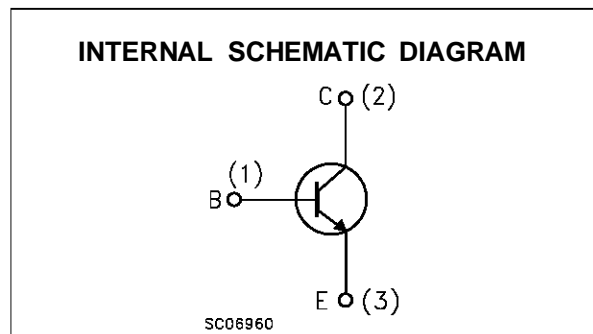 INTERNAL SCHEMATIC DIAGRAM
C (2)
(1)
B
E (3)
SC06960